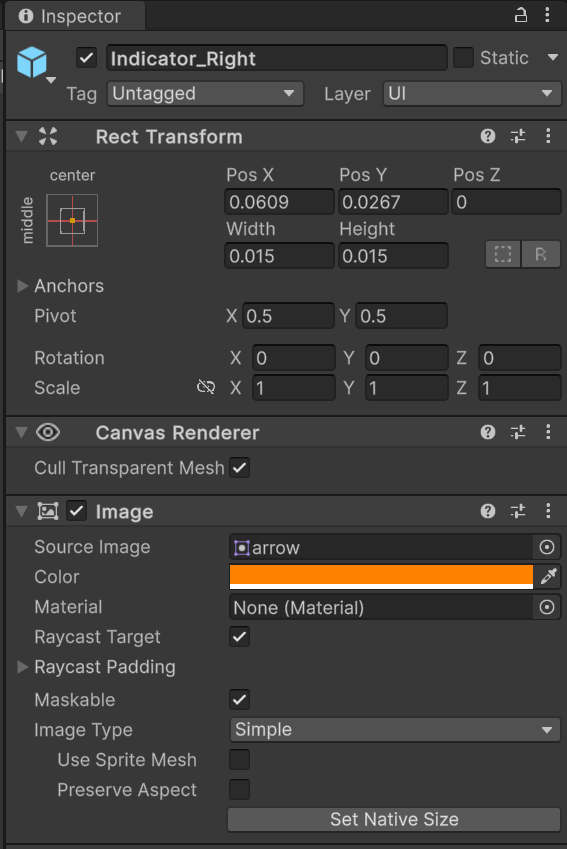 Inspector
Indicator_Right
Static
Tag Untagged Layer UI
Rect Transform
center
middle
Pos X Pos Y Pos Z
0.0609 0.0267 0
Width Height
0.015 0.015
R
Anchors
Pivot X 0.5 Y 0.5
Rotation X 0 Y 0 Z 0
Scale X 1 Y 1 Z 1
Canvas Renderer
Cull Transparent Mesh
Image
Source Image arrow
Color
Material None (Material)
Raycast Target
Raycast Padding
Maskable
Image Type Simple
Use Sprite Mesh
Preserve Aspect
Set Native Size